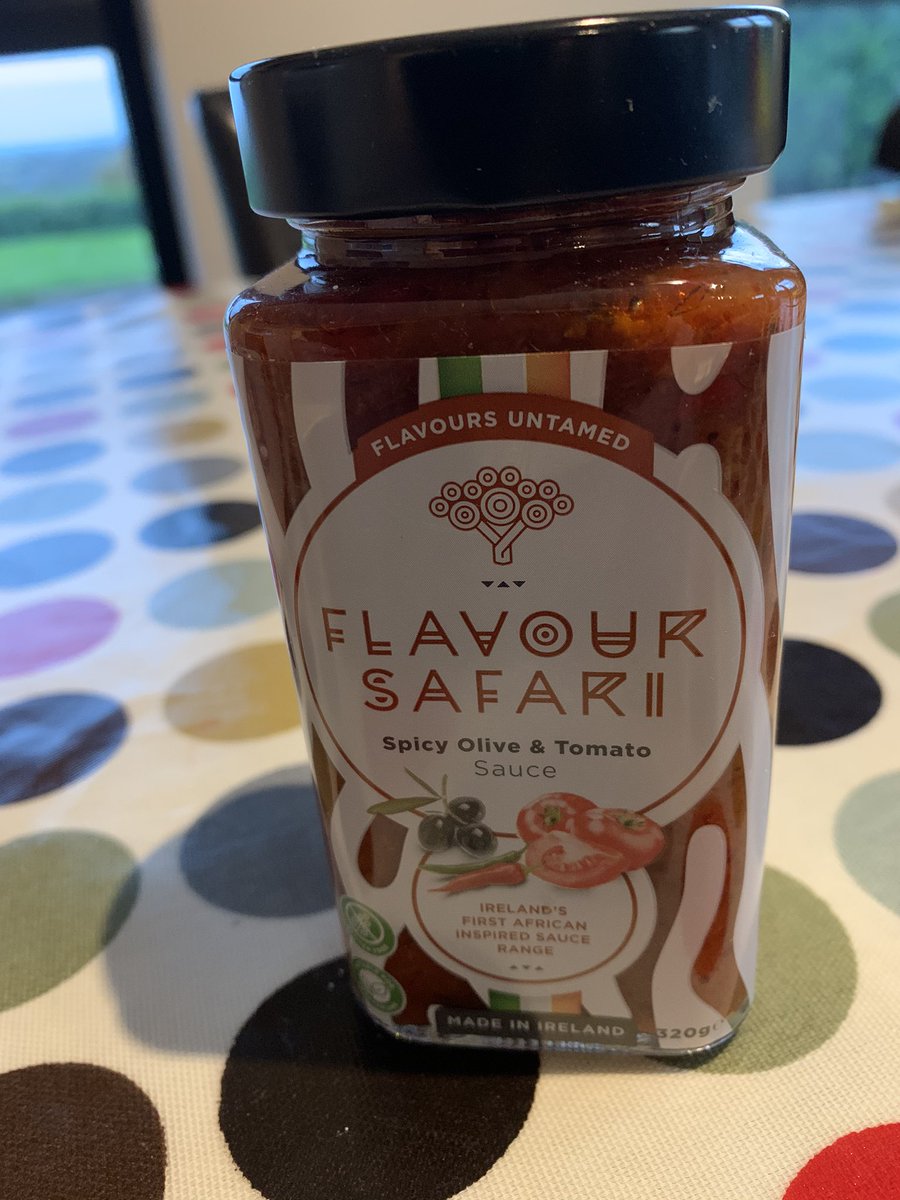 FLAVOURS UNTAMED
FLAVOUR
SAFARI
Spicy Olive & Tomato
Sauce
IRELAND'S
FIRST AFRICAN
INSPIRED SAUCE
RANGE
MADE IN IRELAND
320g